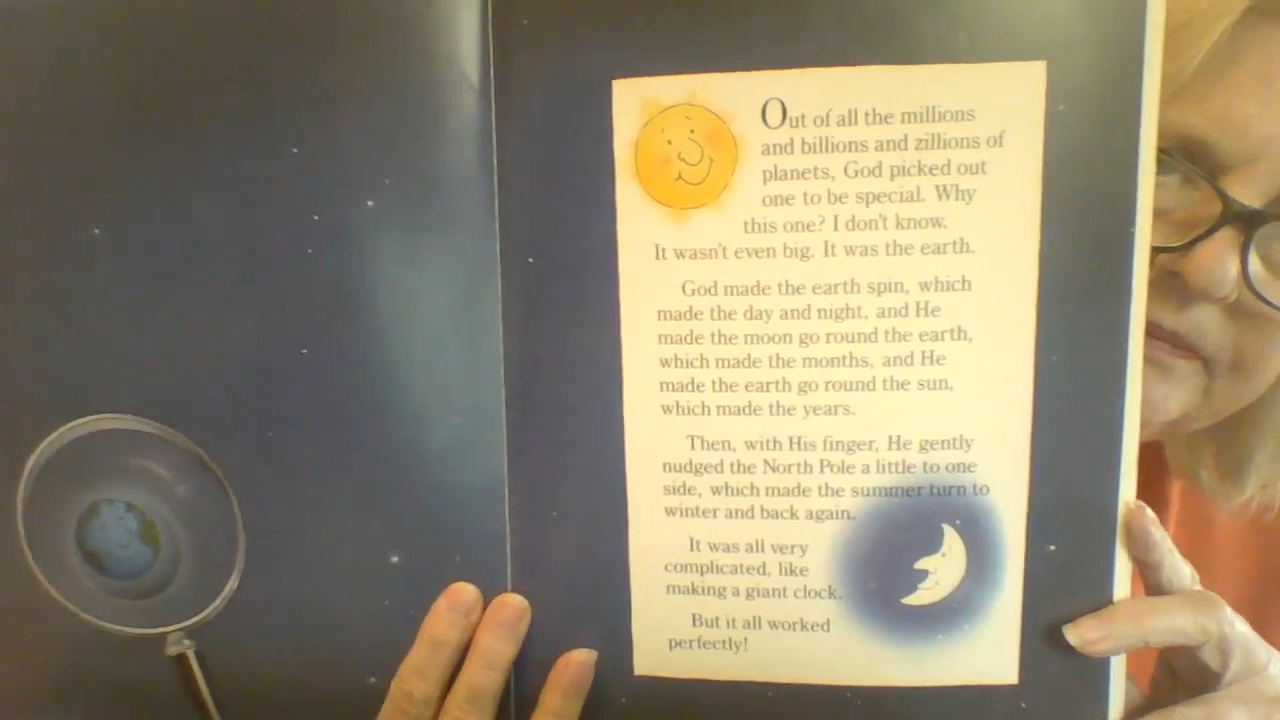 Out of all the millions
and billions and zillions of
planets, God picked out
one to be special. Why
this one? I don't know.
It wasn't even big. It was the earth.
God made the earth spin, which
made the day and night, and He
made the moon go round the earth,
which made the months, and He
made the earth go round the sun,
which made the years.
Then, with His finger, He gently
nudged the North Pole a little to one
side, which made the summer turn to
winter and back again.
It was all very
complicated, like
making a giant clock.
But it all worked
perfectly!